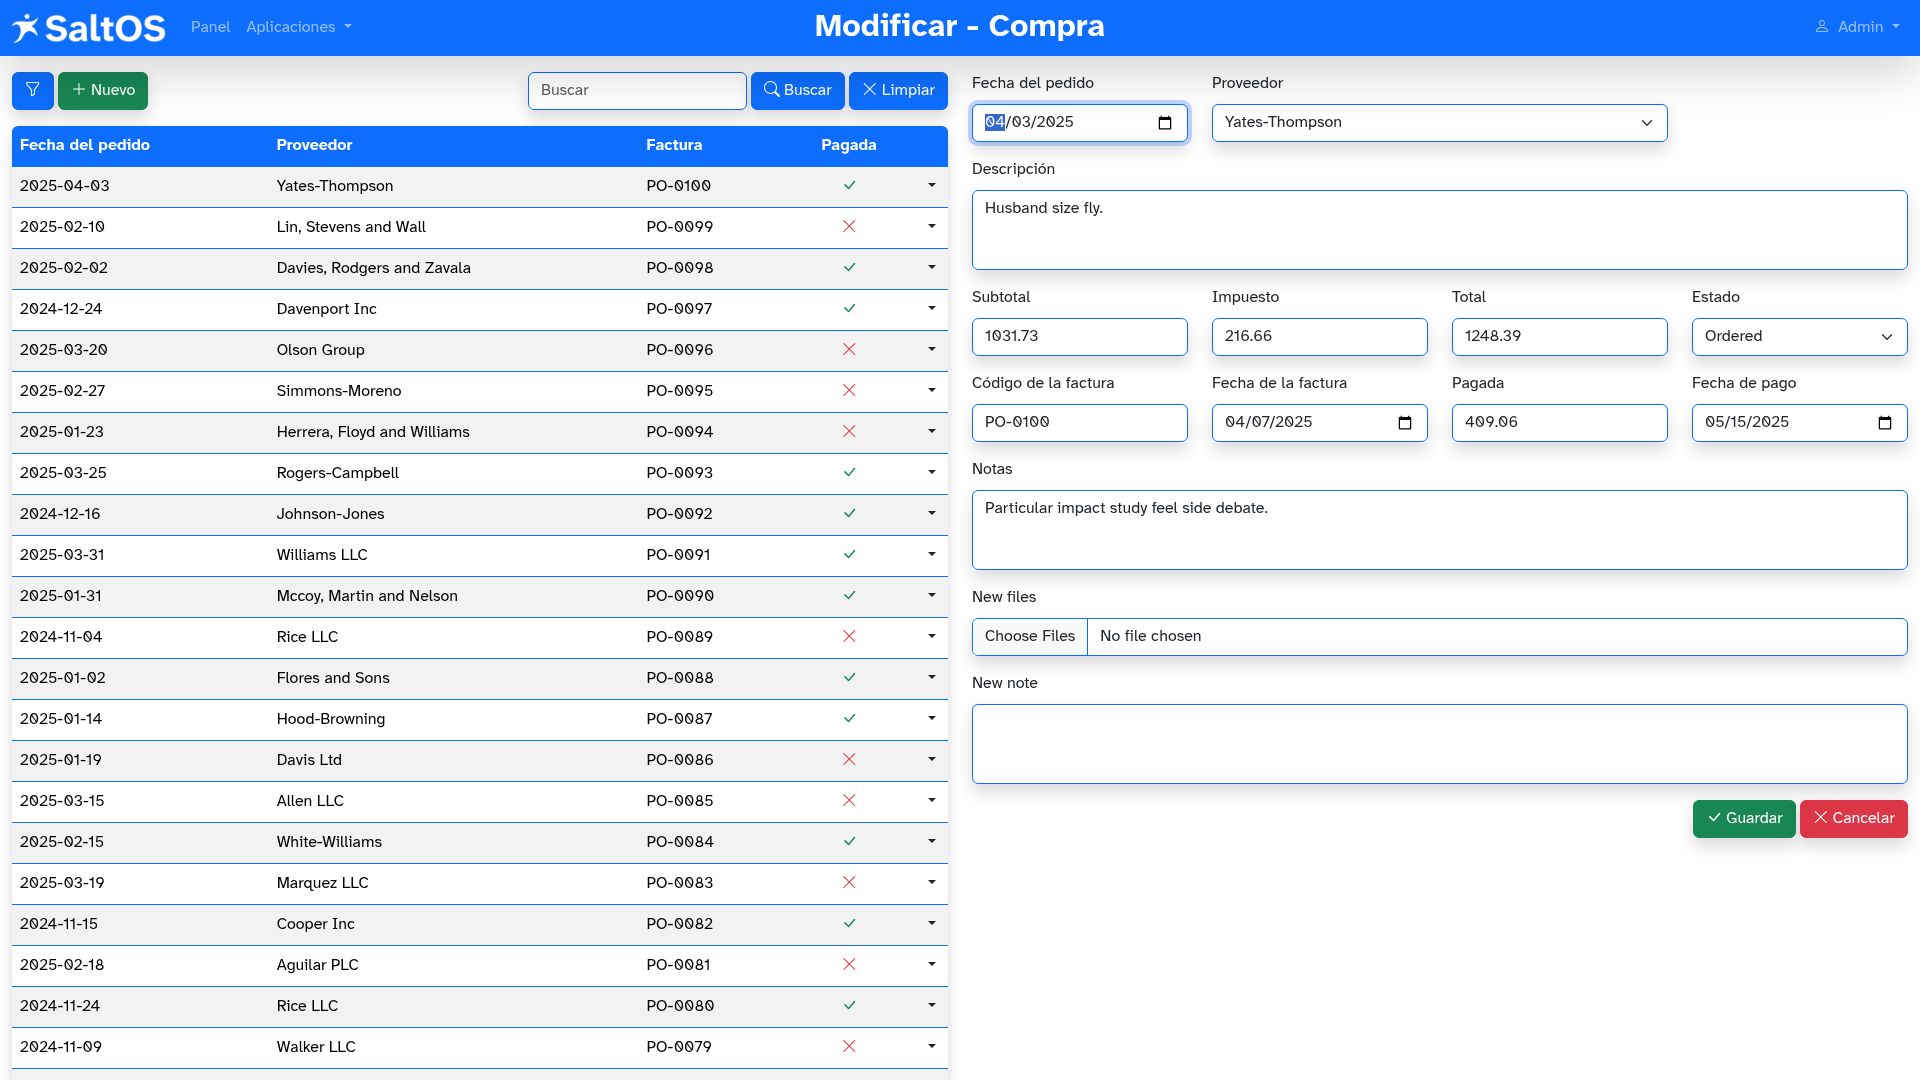 SaltOS Panel Aplicaciones Modificar - Compra Admin
Nuevo Buscar Buscar Limpiar
Fecha del pedido Proveedor Factura Pagada
2025-04-03 Yates-Thompson PO-0100
2025-02-10 Lin, Stevens and Wall PO-0099
2025-02-02 Davies, Rodgers and Zavala PO-0098
2024-12-24 Davenport Inc PO-0097
2025-03-20 Olson Group PO-0096
2025-02-27 Simmons-Moreno PO-0095
2025-01-23 Herrera, Floyd and Williams PO-0094
2025-03-25 Rogers-Campbell PO-0093
2024-12-16 Johnson-Jones PO-0092
2025-03-31 Williams LLC PO-0091
2025-01-31 Mccoy, Martin and Nelson PO-0090
2024-11-04 Rice LLC PO-0089
2025-01-02 Flores and Sons PO-0088
2025-01-14 Hood-Browning PO-0087
2025-01-19 Davis Ltd PO-0086
2025-03-15 Allen LLC PO-0085
2025-02-15 White-Williams PO-0084
2025-03-19 Marquez LLC PO-0083
2024-11-15 Cooper Inc PO-0082
2025-02-18 Aguilar PLC PO-0081
2024-11-24 Rice LLC PO-0080
2024-11-09 Walker LLC PO-0079
Fecha del pedido Proveedor
04/03/2025 Yates-Thompson
Descripción
Husband size fly.
Subtotal Impuesto Total Estado
1031.73 216.66 1248.39 Ordered
Código de la factura Fecha de la factura Pagada Fecha de pago
PO-0100 04/07/2025 409.06 05/15/2025
Notas
Particular impact study feel side debate.
New files
Choose Files No file chosen
New note
Guardar Cancelar